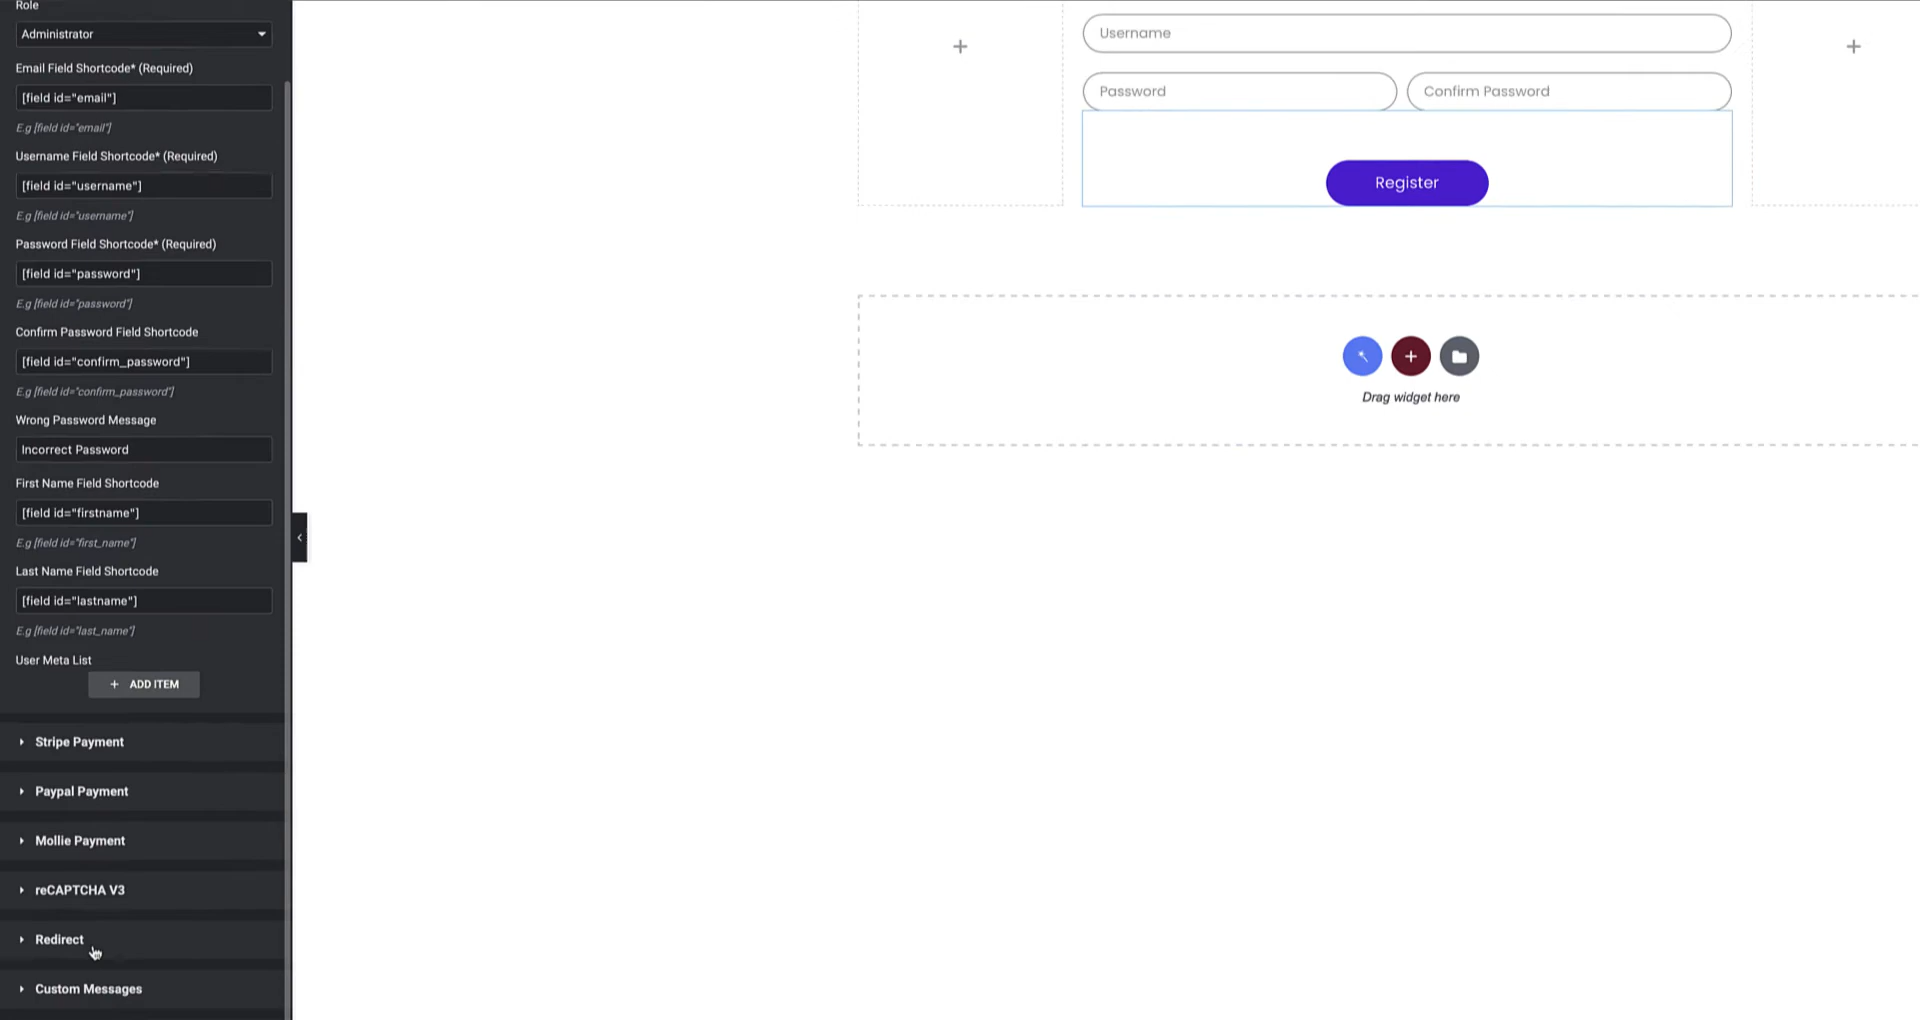 Role
Administrator
Email Field Shortcode* (Required)
[field id="email"]
E.g [field id="email"]
Username Field Shortcode* (Required)
[field id="username"]
E.g [field id="username"]
Password Field Shortcode* (Required)
[field id="password"]
E.g [field id="password"]
Confirm Password Field Shortcode
[field id="confirm_password"]
E.g [field id="confirm_password"]
Wrong Password Message
Incorrect Password
First Name Field Shortcode
[field id="firstname"]
E.g [field id="first_name"]
Last Name Field Shortcode
[field id="lastname"]
E.g [field id="last_name"]
User Meta List
+ ADD ITEM
Stripe Payment
Paypal Payment
Mollie Payment
reCAPTCHA V3
Redirect
Custom Messages
Username
Password
Confirm Password
Register
Drag widget here